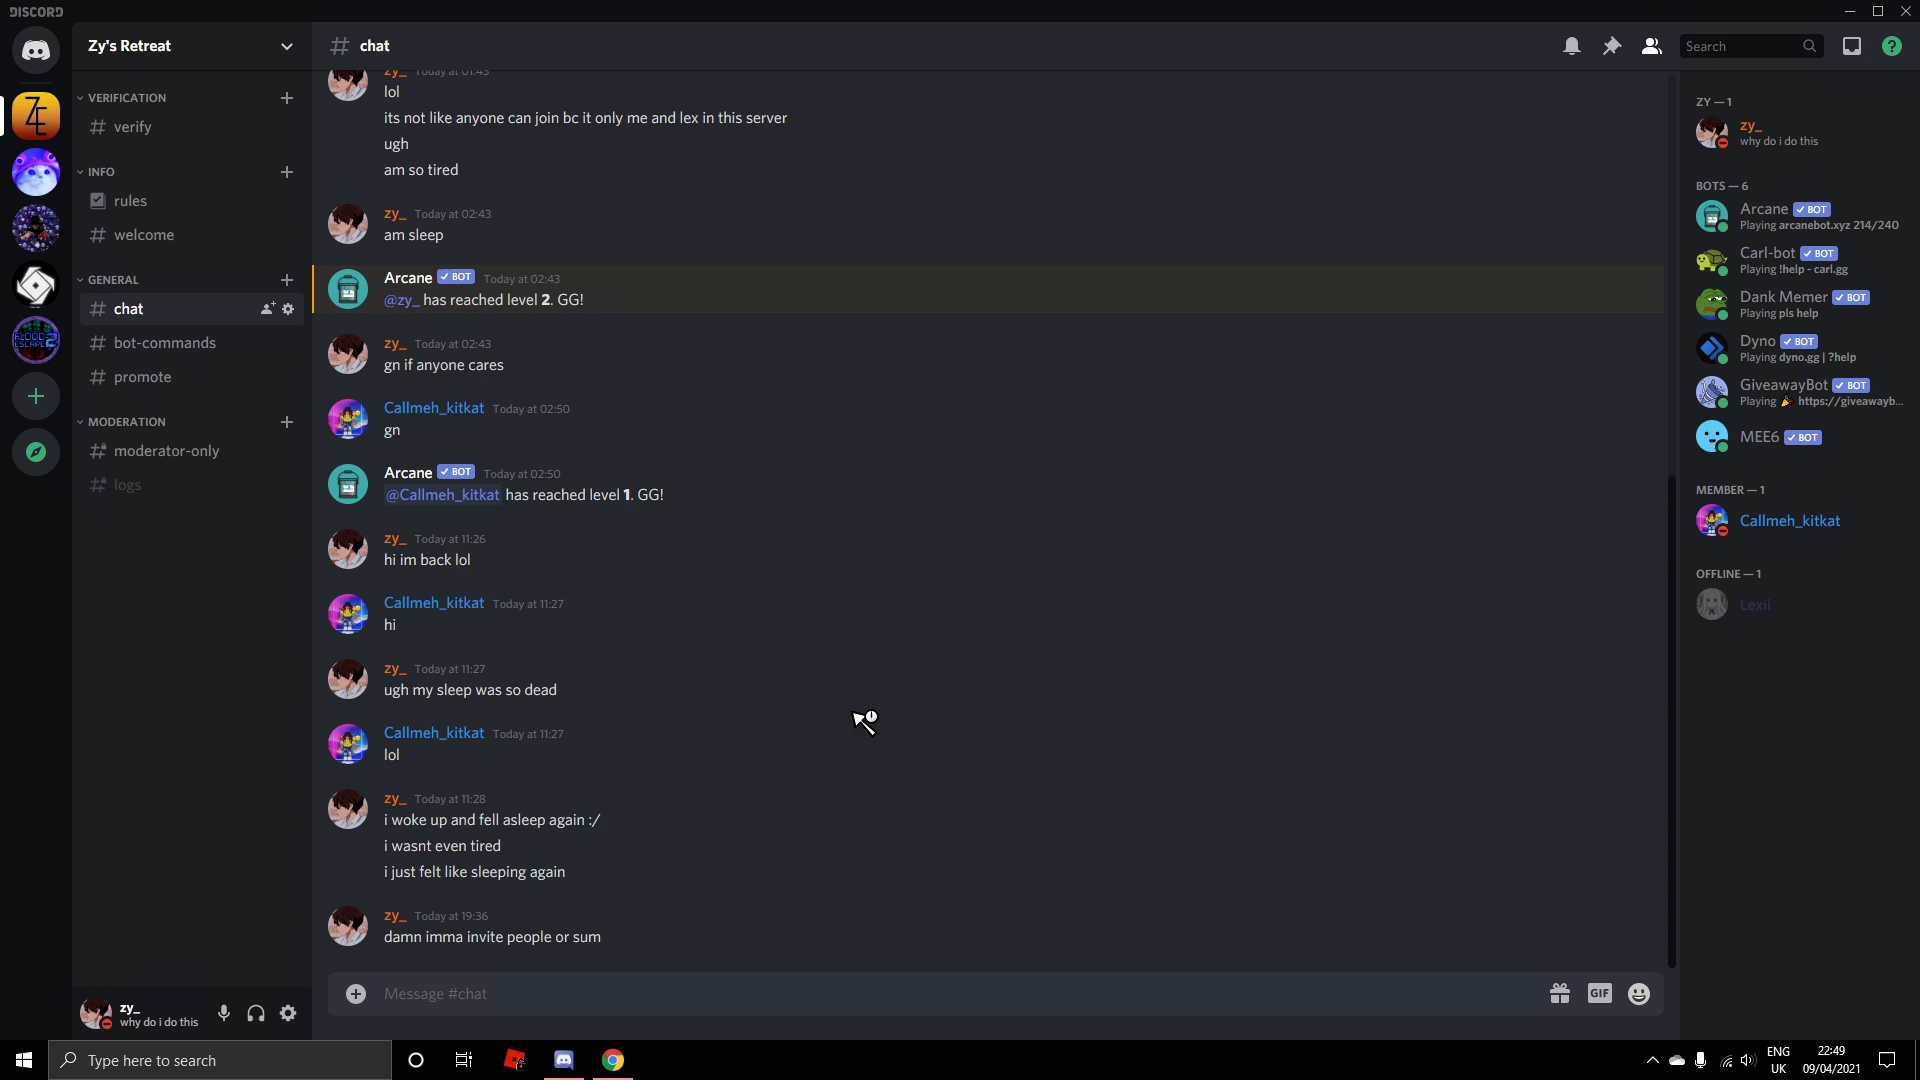 DISCORD
Zy's Retreat
VERIFICATION
verify
INFO
rules
welcome
GENERAL
chat
bot-commands
promote
MODERATION
moderator-only
logs
zy_
why do i do this
chat
Search
zy_ Today at 01:45
lol
its not like anyone can join bc it only me and lex in this server
ugh
am so tired
zy_ Today at 02:43
am sleep
Arcane ✓ BOT Today at 02:43
@zy_ has reached level 2. GG!
zy_ Today at 02:43
gn if anyone cares
Callmeh_kitkat Today at 02:50
gn
Arcane ✓ BOT Today at 02:50
@Callmeh_kitkat has reached level 1. GG!
zy_ Today at 11:26
hi im back lol
Callmeh_kitkat Today at 11:27
hi
zy_ Today at 11:27
ugh my sleep was so dead
Callmeh_kitkat Today at 11:27
lol
zy_ Today at 11:28
i woke up and fell asleep again :/
i wasnt even tired
i just felt like sleeping again
zy_ Today at 19:36
damn imma invite people or sum
Message #chat
GIF
ZY — 1
zy_
why do i do this
BOTS — 6
Arcane ✓ BOT
Playing arcanebot.xyz 214/240
Carl-bot ✓ BOT
Playing !help - carl.gg
Dank Memer ✓ BOT
Playing pls help
Dyno ✓ BOT
Playing dyno.gg | ?help
GiveawayBot ✓ BOT
Playing 🎉 https://giveawayb...
MEE6 ✓ BOT
MEMBER — 1
Callmeh_kitkat
OFFLINE — 1
Lexii
Type here to search
ENG
UK
22:49
09/04/2021